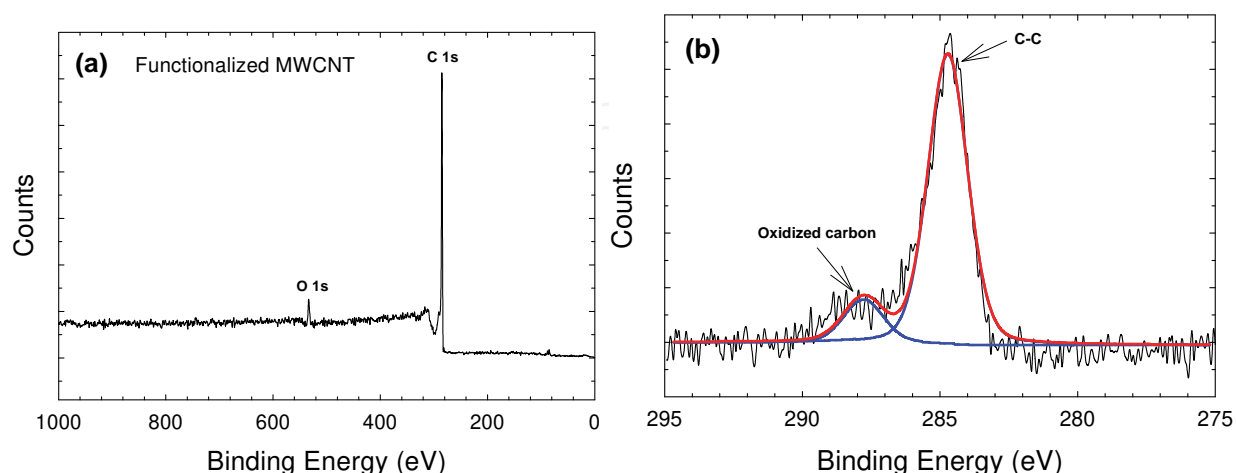 (a) Functionalized MWCNT
C 1s
O 1s
Counts
1000 800 600 400 200 0
Binding Energy (eV)
(b)
C-C
Oxidized carbon
Counts
295 290 285 280 275
Binding Energy (eV)